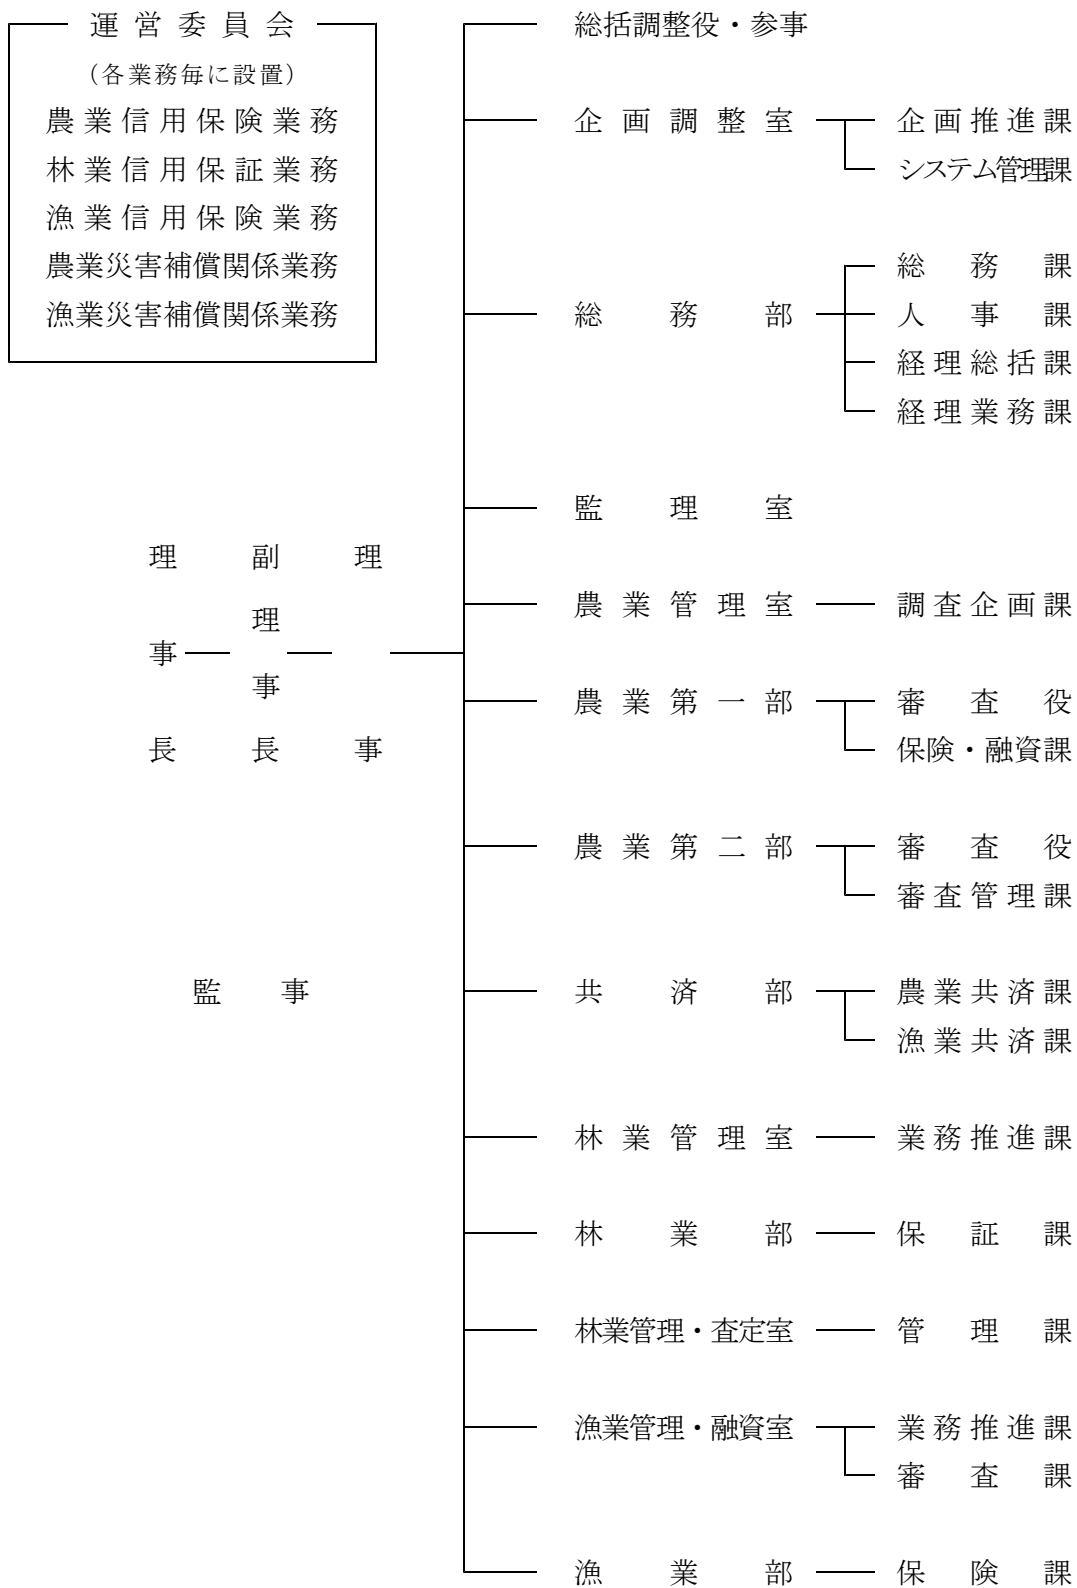 運営委員会
（各業務毎に設置）
農業信用保険業務
林業信用保証業務
漁業信用保険業務
農業災害補償関係業務
漁業災害補償関係業務
理事長
副理事長
理事
監事
総括調整役・参事
企画調整室
企画推進課
システム管理課
総務部
総務課
人事課
経理総括課
経理業務課
監理室
農業管理室
調査企画課
農業第一部
審査役
保険・融資課
農業第二部
審査役
審査管理課
共済部
農業共済課
漁業共済課
林業管理室
業務推進課
林業部
保証課
林業管理・査定室
管理課
漁業管理・融資室
業務推進課
審査課
漁業部
保険課